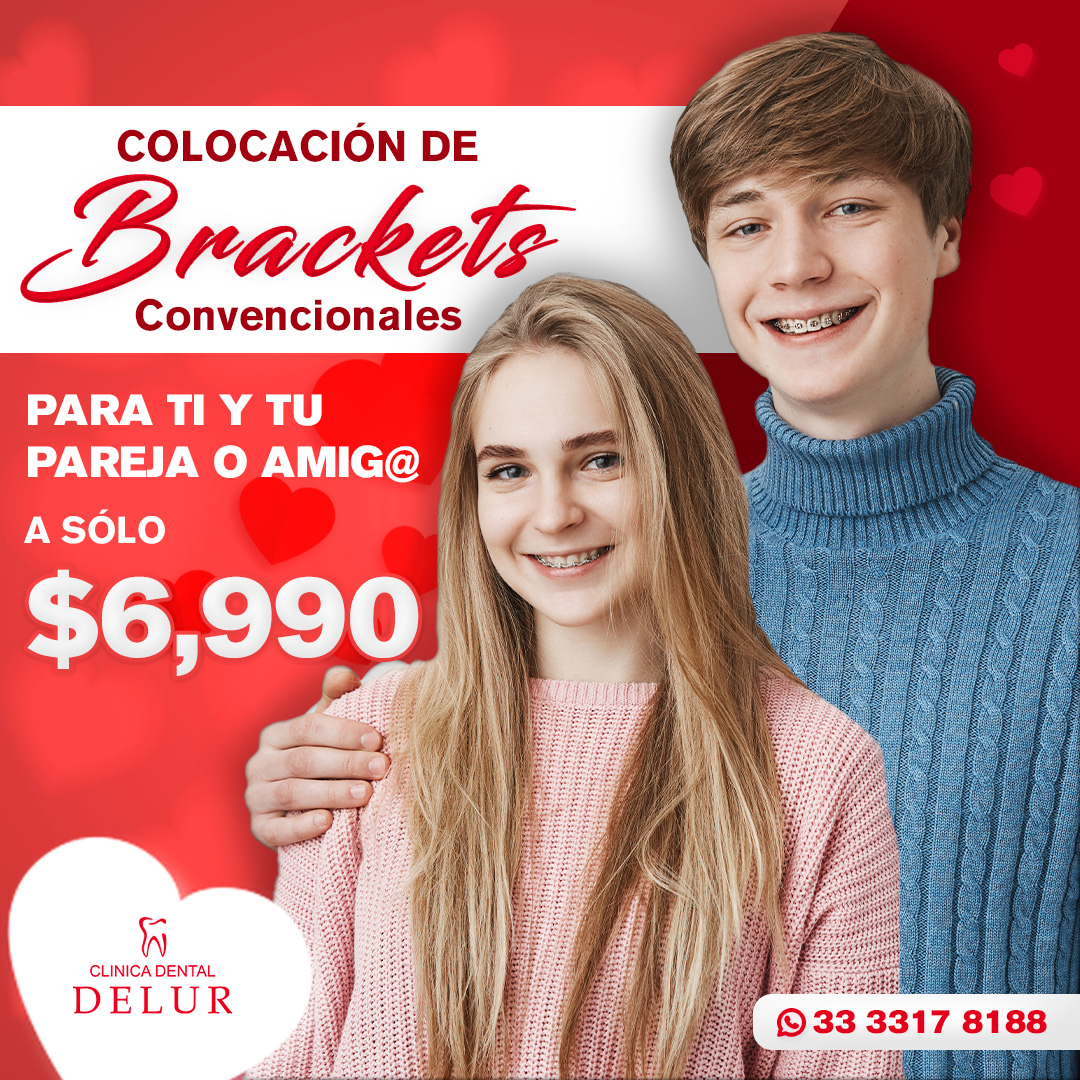 COLOCACIÓN DE
Brackets
Convencionales
PARA TI Y TU
PAREJA O AMIG@
A SÓLO
$6,990
CLINICA DENTAL
DELUR
33 3317 8188